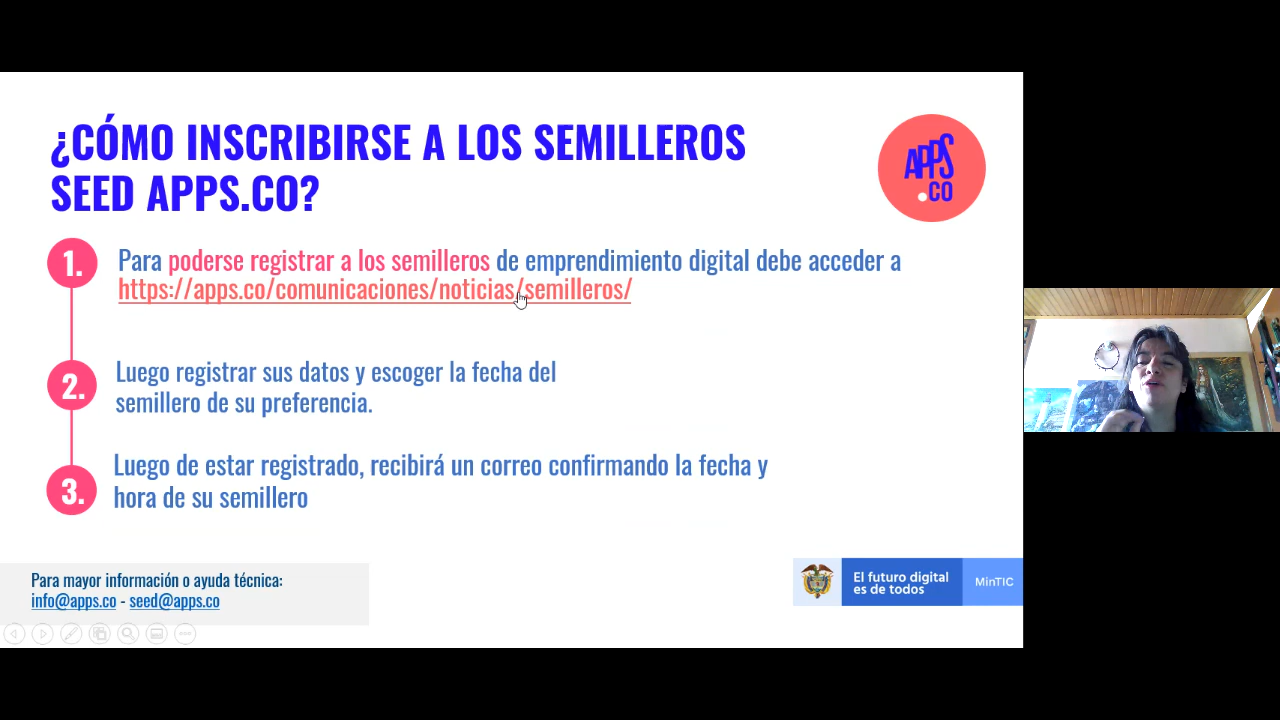 ¿CÓMO INSCRIBIRSE A LOS SEMILLEROS
SEED APPS.CO?
APPS
.CO
1.
Para poderse registrar a los semilleros de emprendimiento digital debe acceder a
https://apps.co/comunicaciones/noticias/semilleros/
2.
Luego registrar sus datos y escoger la fecha del
semillero de su preferencia.
3.
Luego de estar registrado, recibirá un correo confirmando la fecha y
hora de su semillero
Para mayor información o ayuda técnica:
info@apps.co - seed@apps.co
El futuro digital
es de todos
MinTIC